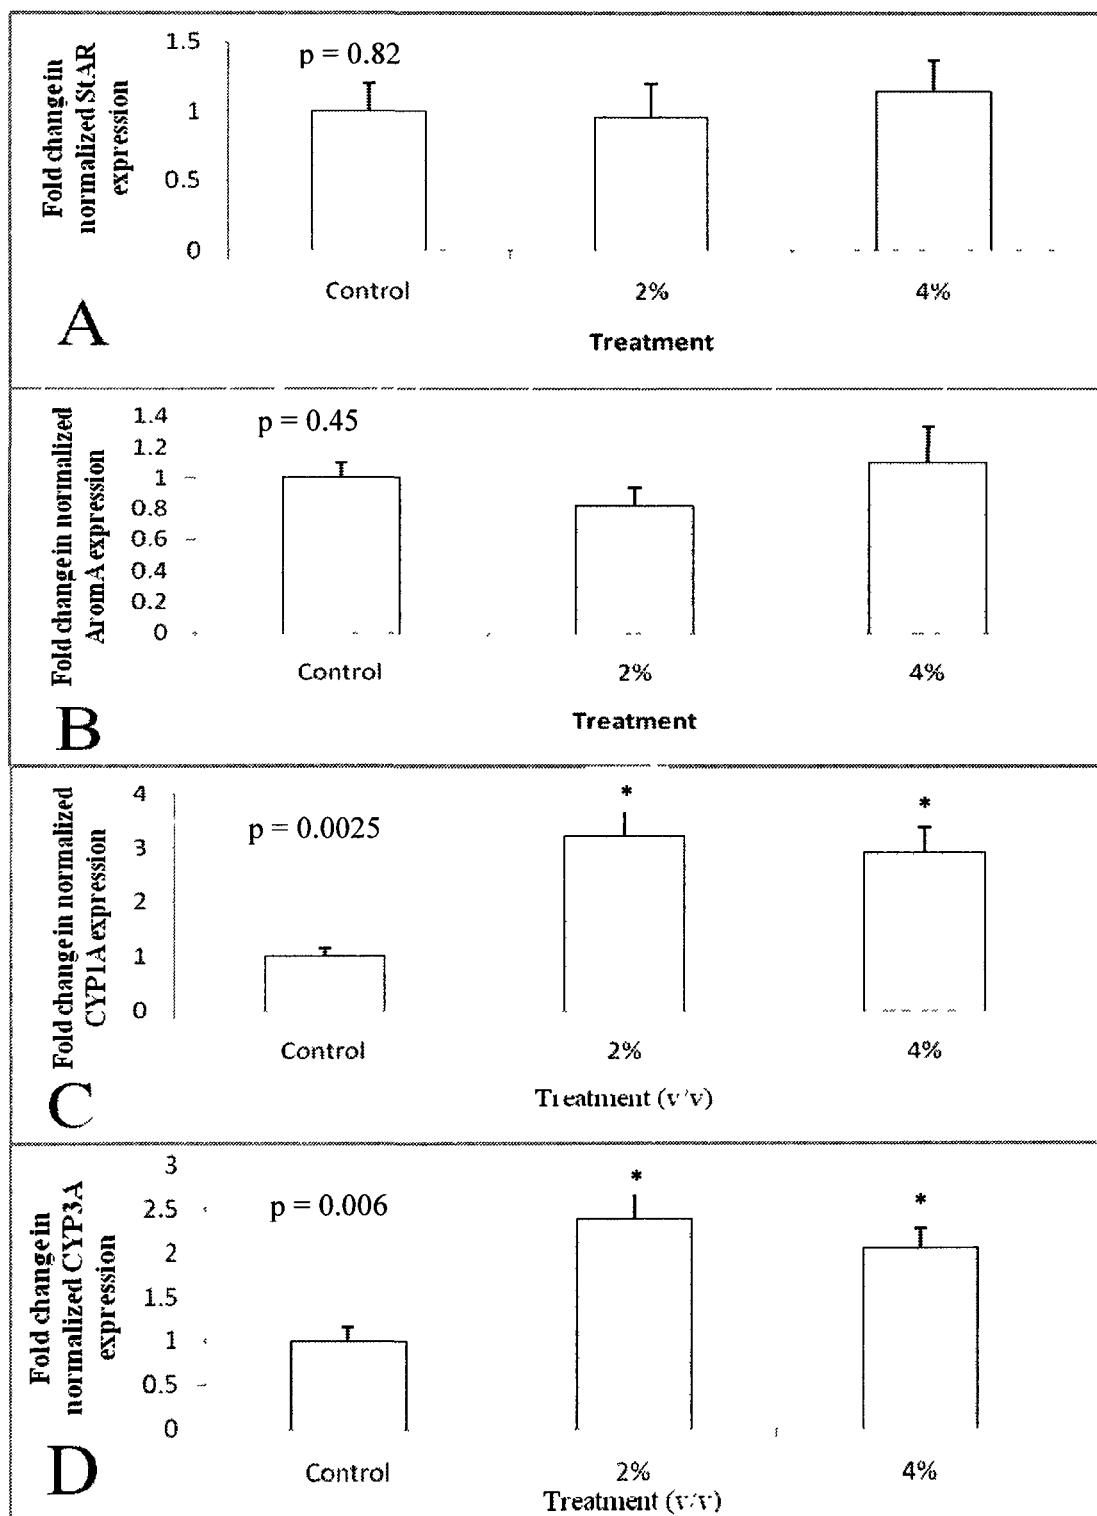 Fold change in
normalized StAR
expression
1.5
1
0.5
0
p = 0.82
Control 2% 4%
Treatment
A
Fold change in normalized
AromA expression
1.4
1.2
1
0.8
0.6
0.4
0.2
0
p = 0.45
Control 2% 4%
Treatment
B
Fold change in normalized
CYP1A expression
4
3
2
1
0
p = 0.0025
* *
Control 2% 4%
Treatment (v/v)
C
Fold change in
normalized CYP3A
expression
3
2.5
2
1.5
1
0.5
0
p = 0.006
* *
Control 2% 4%
Treatment (v/v)
D